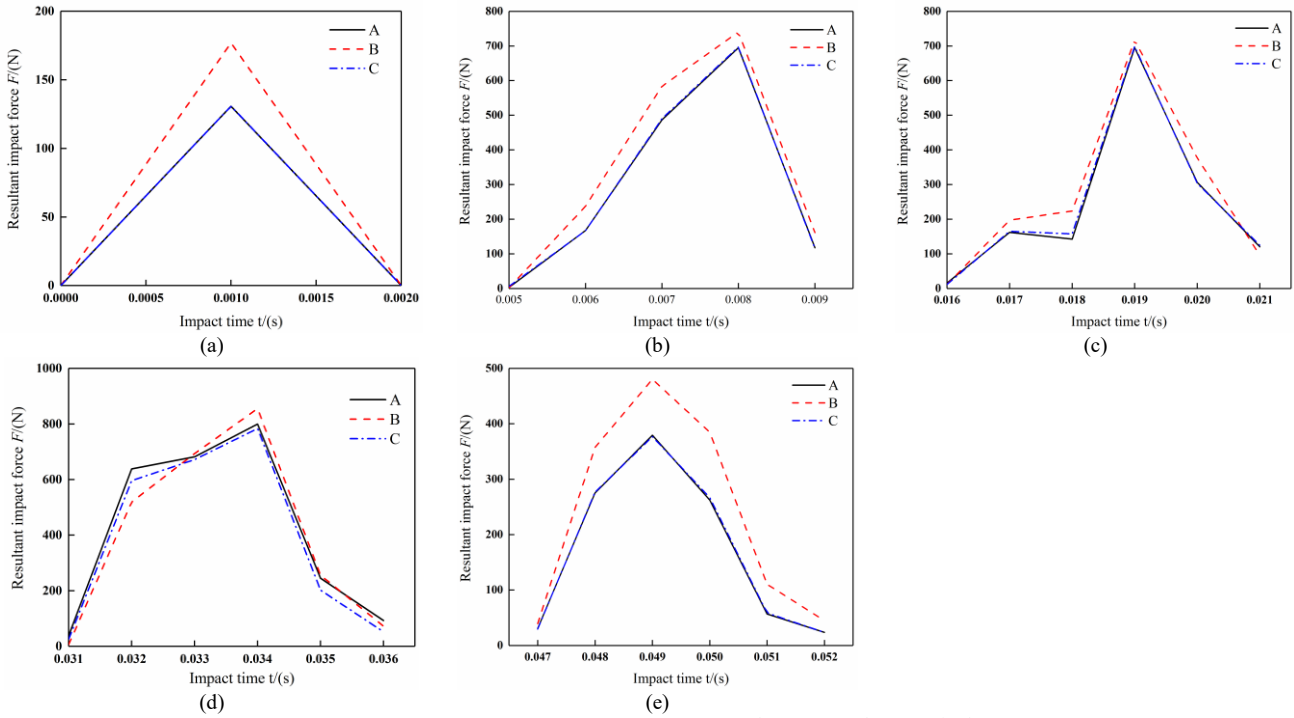 200
150
100
50
0
Resultant impact force F/(N)
A
B
C
0.0000 0.0005 0.0010 0.0015 0.0020
Impact time t/(s)
(a)
800
700
600
500
400
300
200
100
0
Resultant impact force F/(N)
A
B
C
0.005 0.006 0.007 0.008 0.009
Impact time t/(s)
(b)
800
700
600
500
400
300
200
100
0
Resultant impact force F/(N)
A
B
C
0.016 0.017 0.018 0.019 0.020 0.021
Impact time t/(s)
(c)
1000
800
600
400
200
0
Resultant impact force F/(N)
A
B
C
0.031 0.032 0.033 0.034 0.035 0.036
Impact time t/(s)
(d)
500
400
300
200
100
0
Resultant impact force F/(N)
A
B
C
0.047 0.048 0.049 0.050 0.051 0.052
Impact time t/(s)
(e)